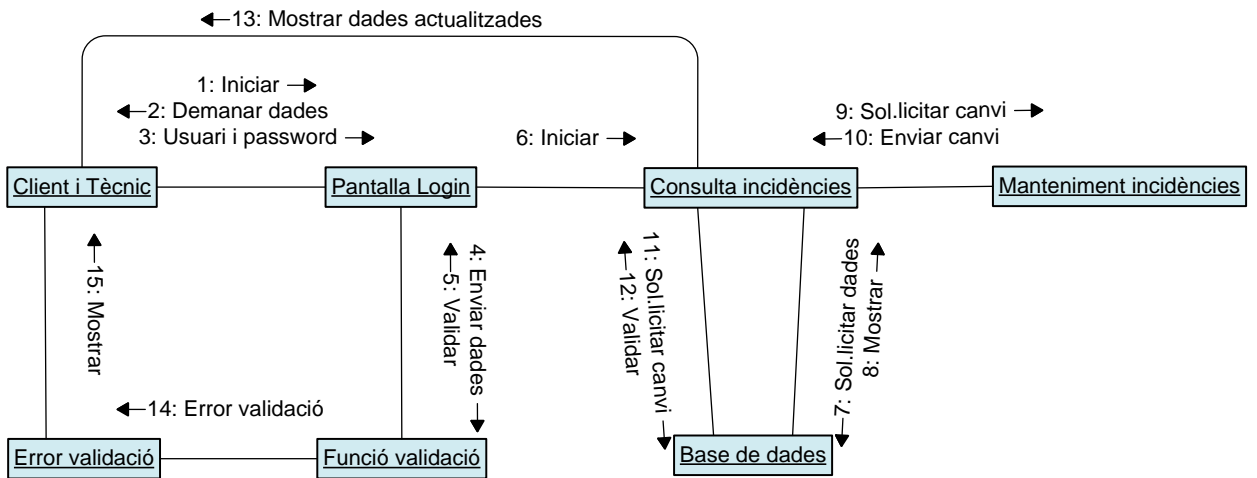 13: Mostrar dades actualitzades
1: Iniciar
2: Demanar dades
3: Usuari i password
6: Iniciar
9: Sol.licitar canvi
10: Enviar canvi
Client i Tècnic
Pantalla Login
Consulta incidències
Manteniment incidències
15: Mostrar
4: Enviar dades
5: Validar
11: Sol.licitar canvi
12: Validar
7: Sol.licitar dades
8: Mostrar
14: Error validació
Error validació
Funció validació
Base de dades